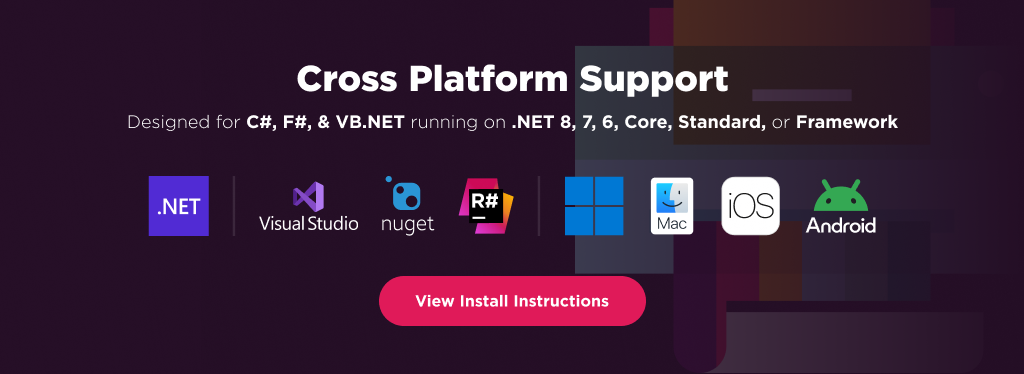 Cross Platform Support
Designed for C#, F#, & VB.NET running on .NET 8, 7, 6, Core, Standard, or Framework
.NET
Visual Studio
nuget
R#
Mac
iOS
Android
View Install Instructions